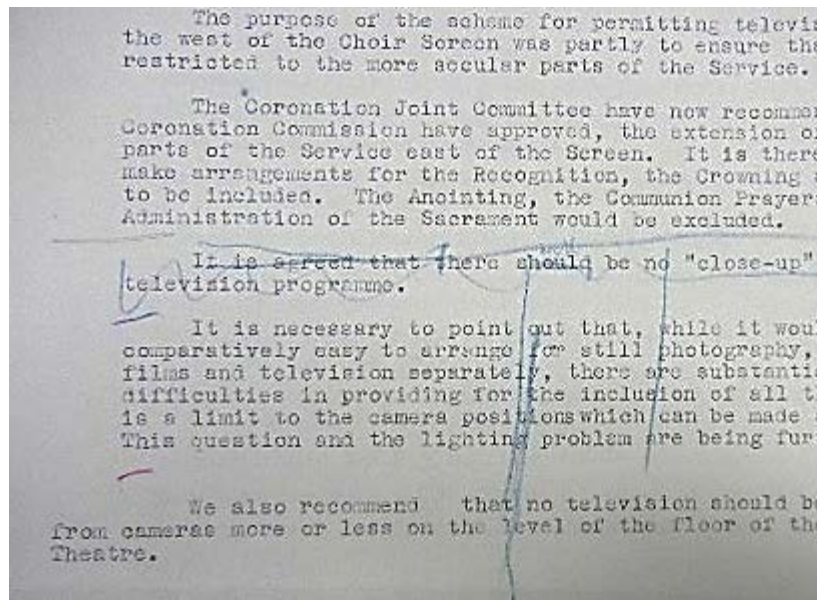 The purpose of the scheme for permitting televi
the west of the Choir Screen was partly to ensure tha
restricted to the more secular parts of the Service.
The Coronation Joint Committee have now recommen
Coronation Commission have approved, the extension o
parts of the Service east of the Screen. It is there
make arrangements for the Recognition, the Crowning
to be included. The Anointing, the Communion Prayer
Administration of the Sacrament would be excluded.
It is agreed that there should be no "close-up"
television programme.
It is necessary to point out that, while it woul
comparatively easy to arrange for still photography,
films and television separately, there are substantia
difficulties in providing for the inclusion of all t
is a limit to the camera positions which can be made
This question and the lighting problem are being fur
We also recommend that no television should be
from cameras more or less on the level of the floor of the
Theatre.